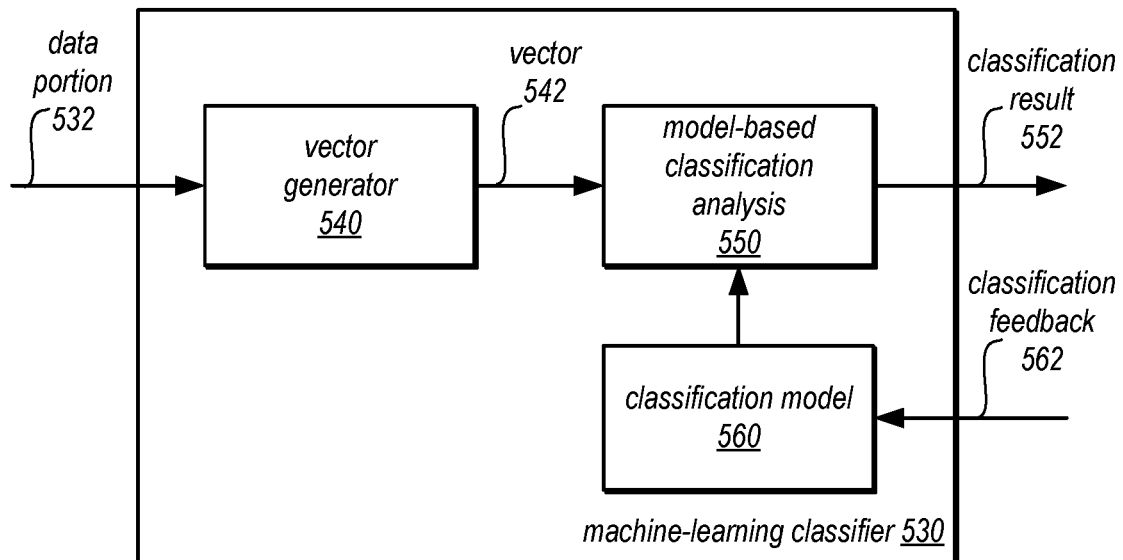 data
portion
532
vector
generator
540
vector
542
model-based
classification
analysis
550
classification
result
552
classification
feedback
562
classification model
560
machine-learning classifier 530